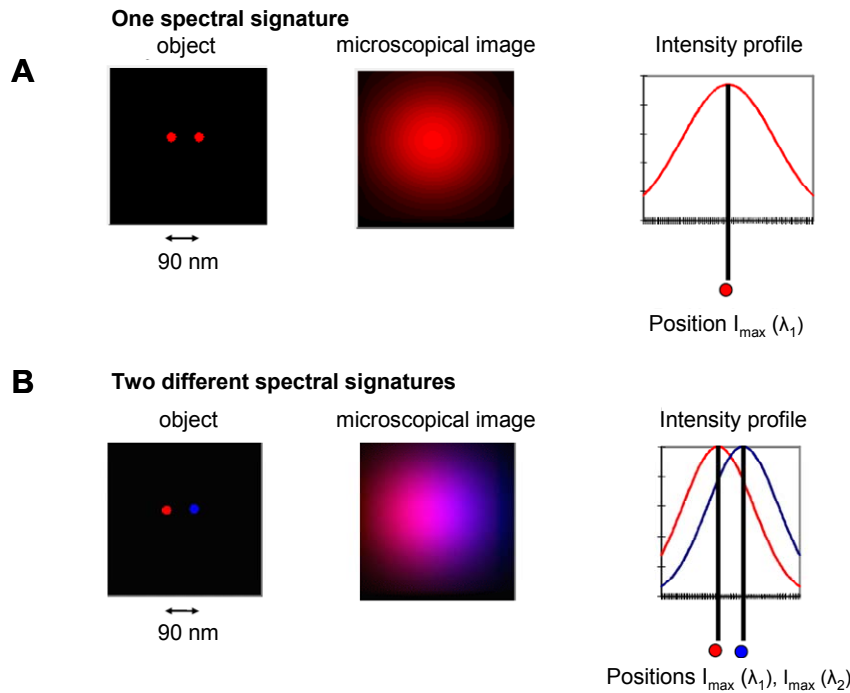 One spectral signature
A
object
microscopical image
Intensity profile
90 nm
Position Imax (λ1)
B
Two different spectral signatures
object
microscopical image
Intensity profile
90 nm
Positions Imax (λ1), Imax (λ2)